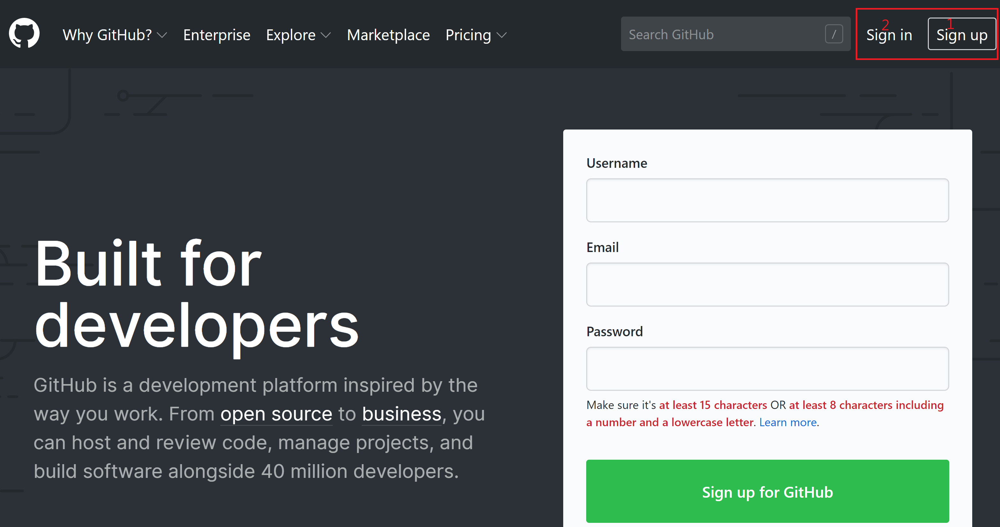 Why GitHub? Enterprise Explore Marketplace Pricing Search GitHub / 2 Sign in 1 Sign up
Built for
developers
GitHub is a development platform inspired by the
way you work. From open source to business, you
can host and review code, manage projects, and
build software alongside 40 million developers.
Username
Email
Password
Make sure it's at least 15 characters OR at least 8 characters including
a number and a lowercase letter. Learn more.
Sign up for GitHub